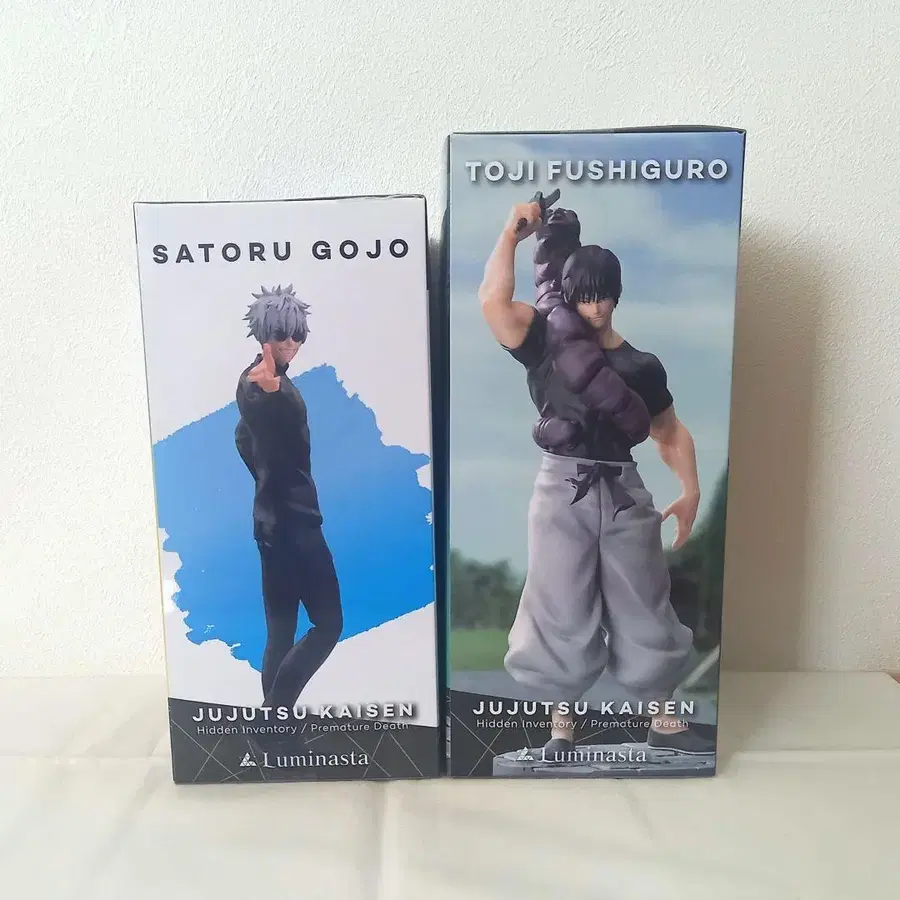 SATORU GOJO
JUJUTSU KAISEN
Hidden Inventory / Premature Death
Luminasta
TOJI FUSHIGURO
JUJUTSU KAISEN
Hidden Inventory / Premature Death
Luminasta